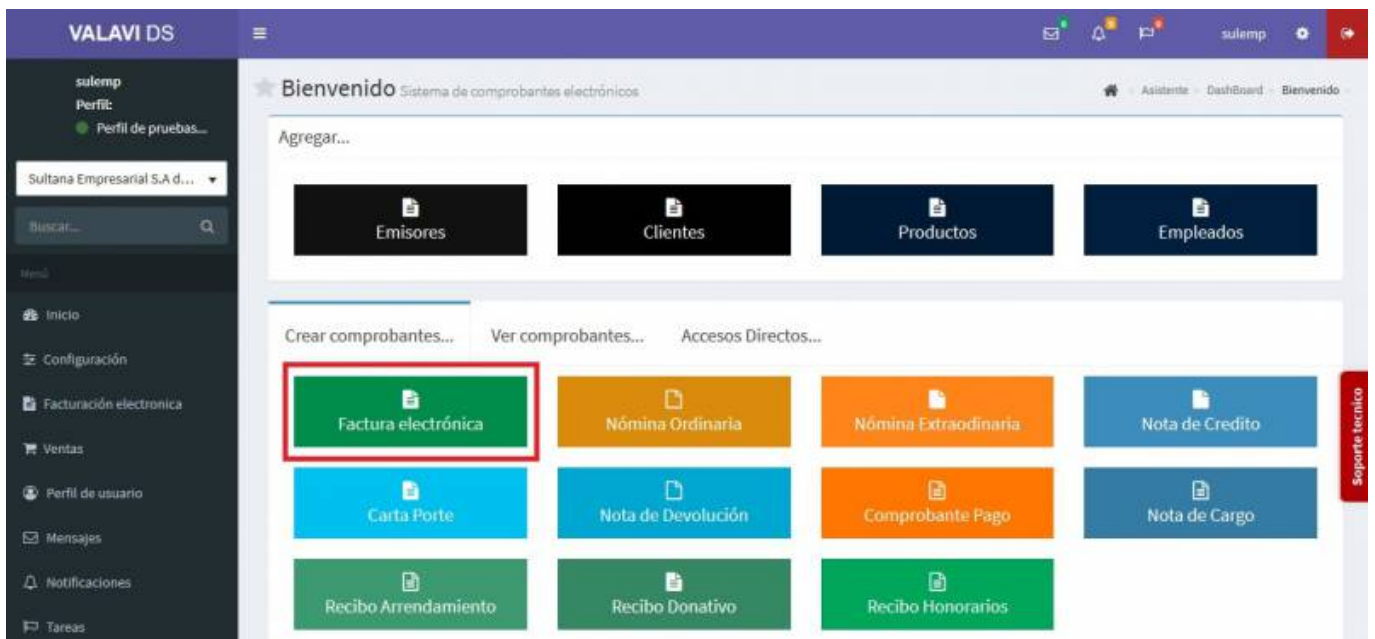 VALAVI DS
sulemp
sulemp
Perfil:
Perfil de pruebas...
Sultana Empresarial S.A d...
Buscar...
Menú
Inicio
Configuración
Facturación electronica
Ventas
Perfil de usuario
Mensajes
Notificaciones
Tareas
Bienvenido Sistema de comprobantes electrónicos
Asistente DashBoard Bienvenido
Agregar...
Emisores
Clientes
Productos
Empleados
Crear comprobantes... Ver comprobantes... Accesos Directos...
Factura electrónica
Nómina Ordinaria
Nómina Extraodinaria
Nota de Credito
Carta Porte
Nota de Devolución
Comprobante Pago
Nota de Cargo
Recibo Arrendamiento
Recibo Donativo
Recibo Honorarios
Soporte tecnico